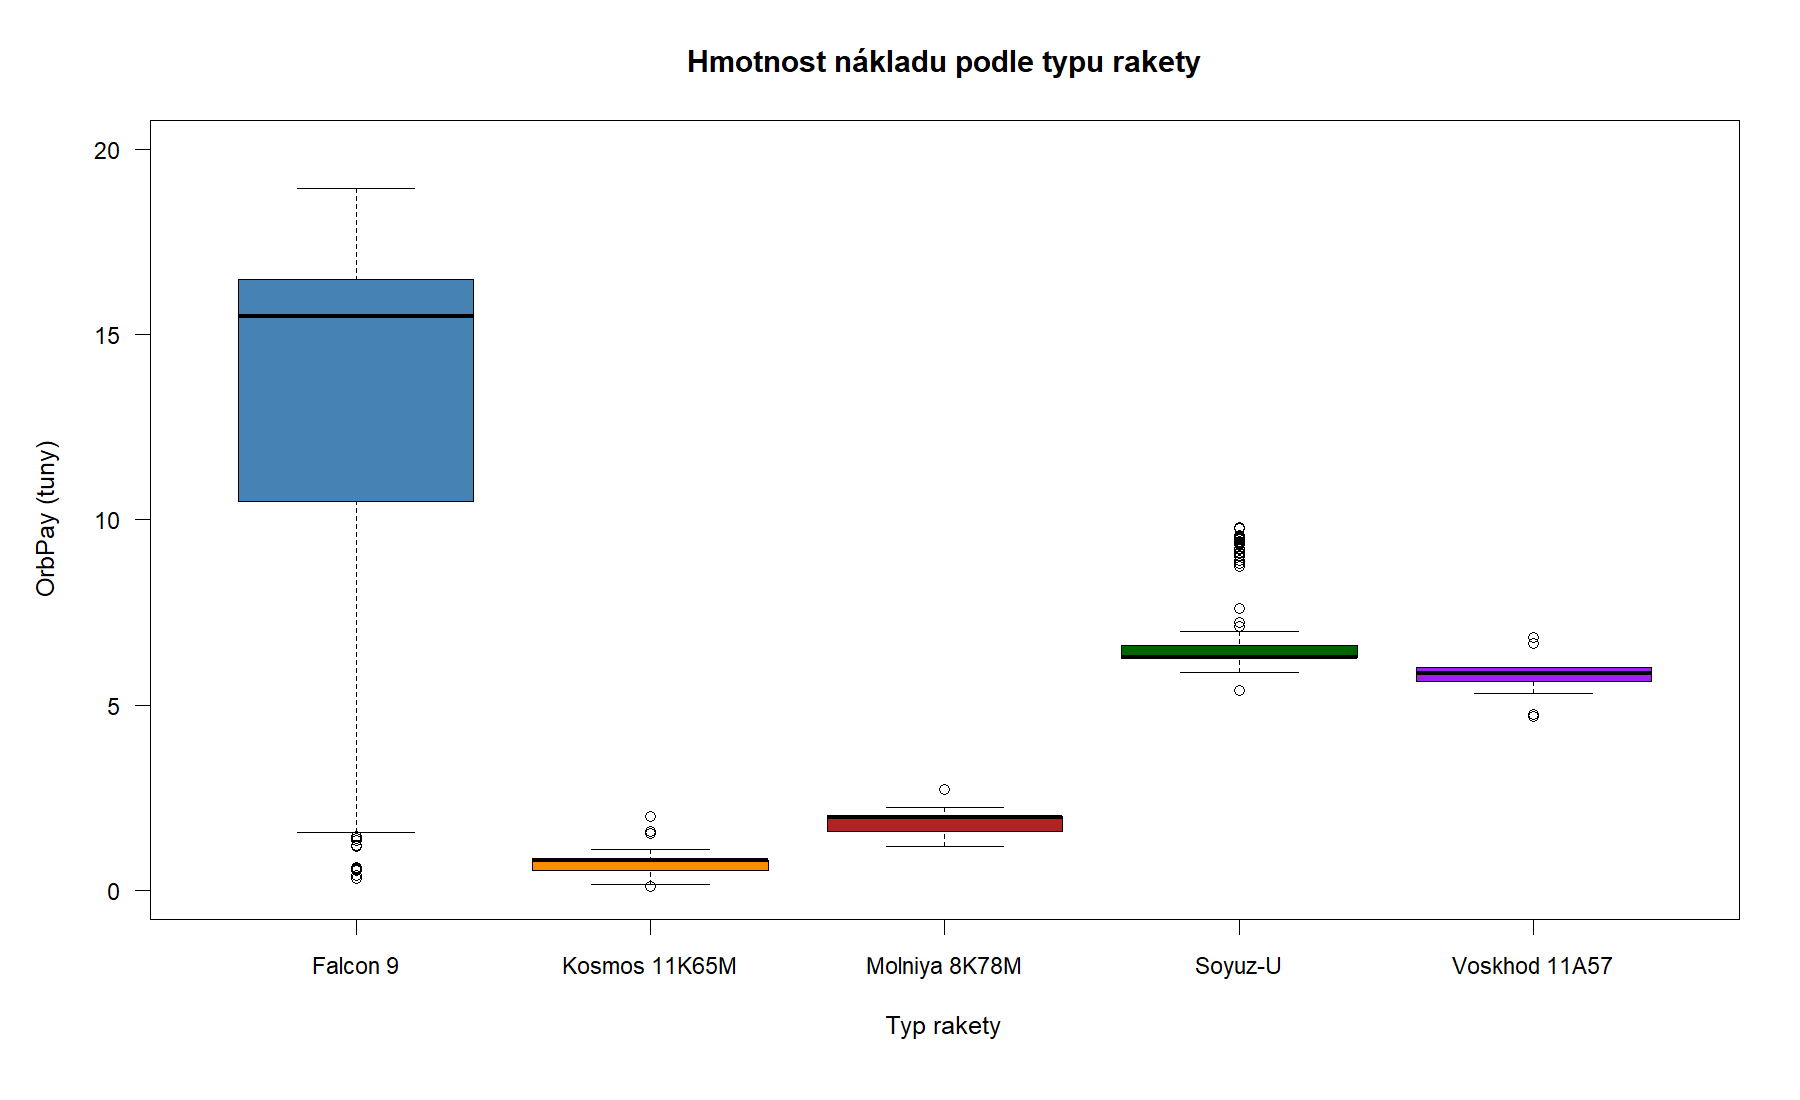 Hmotnost nákladu podle typu rakety
OrbPay (tuny)
20
15
10
5
0
Falcon 9
Kosmos 11K65M
Molniya 8K78M
Soyuz-U
Voskhod 11A57
Typ rakety